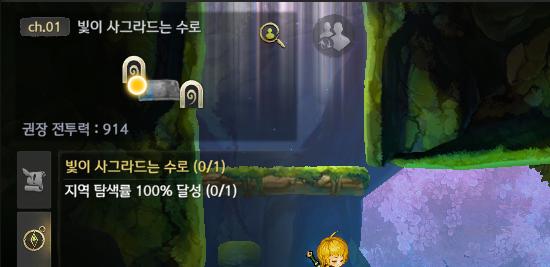 ch.01 빛이 사그라드는 수로
권장 전투력 : 914
빛이 사그라드는 수로 (0/1)
지역 탐색률 100% 달성 (0/1)